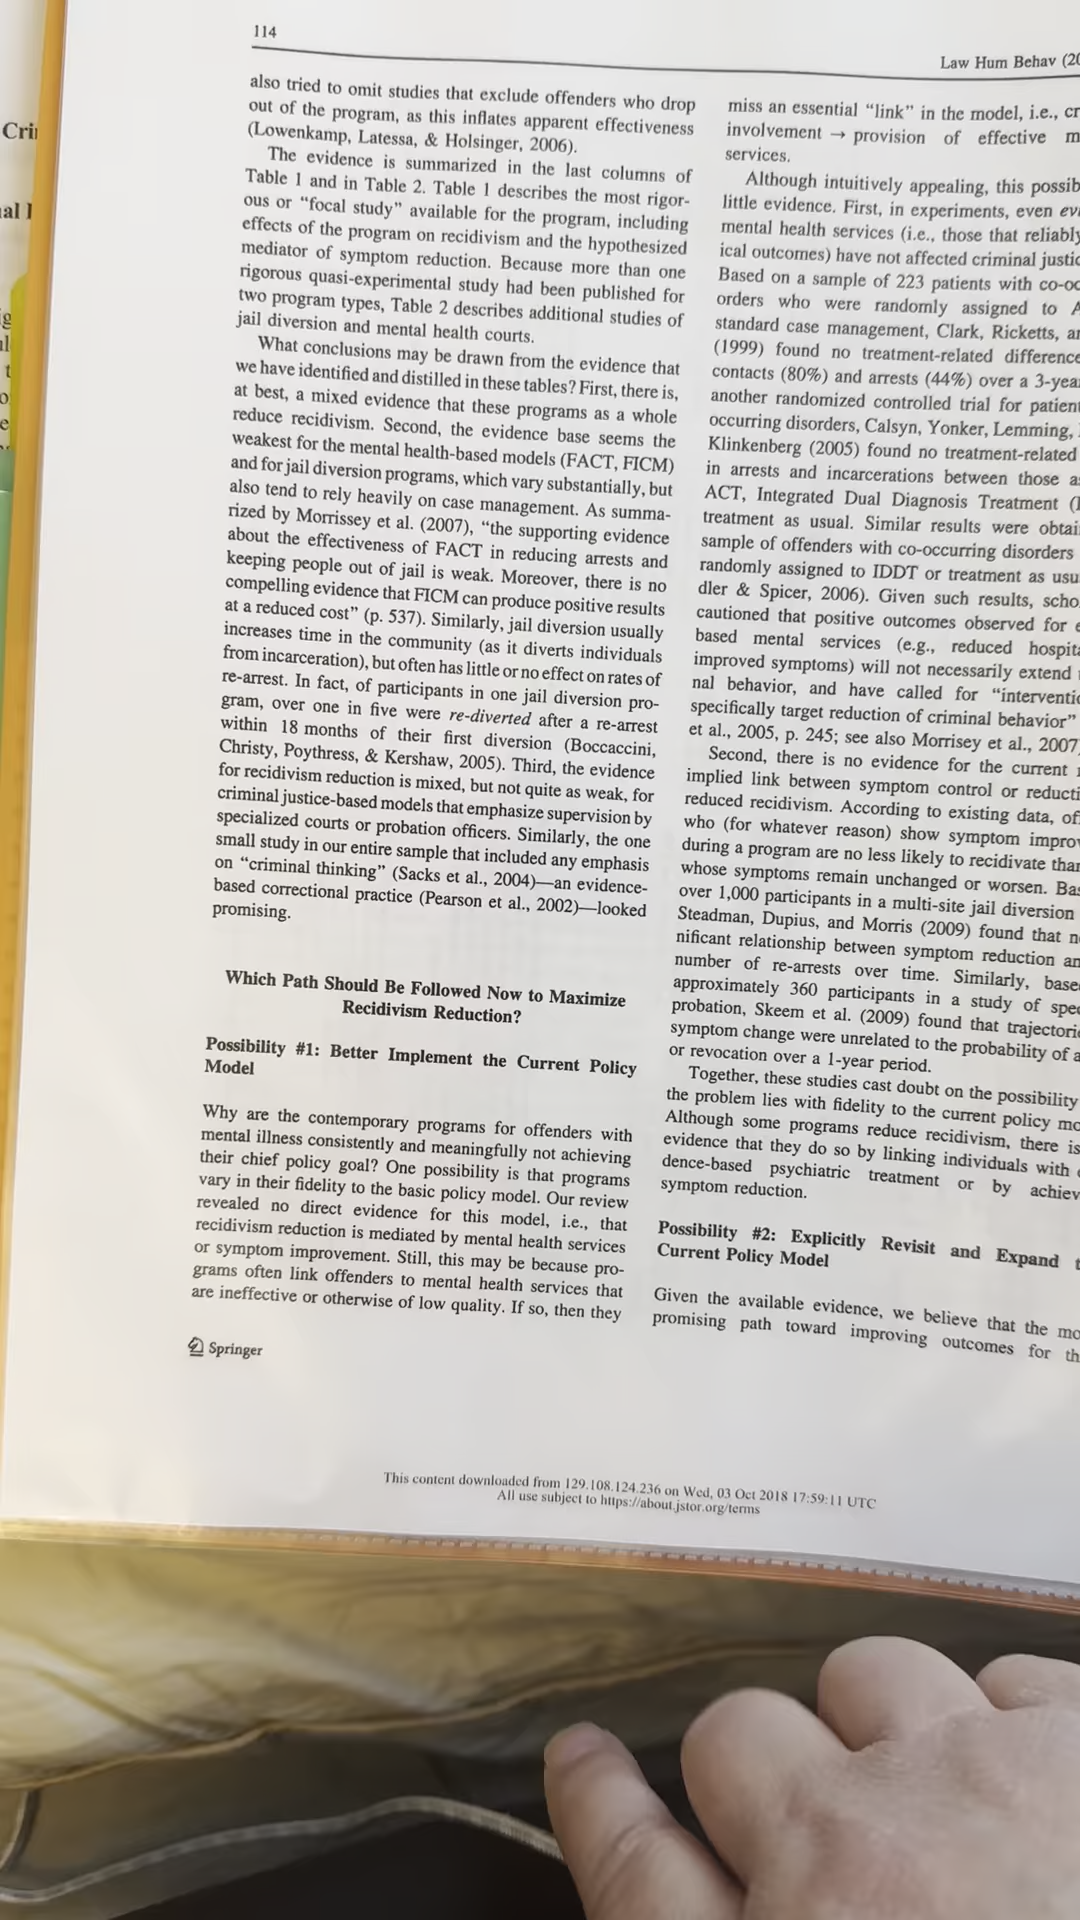 114
Law Hum Behav (20
also tried to omit studies that exclude offenders who drop
out of the program, as this inflates apparent effectiveness
(Lowenkamp, Latessa, & Holsinger, 2006).
The evidence is summarized in the last columns of
Table 1 and in Table 2. Table 1 describes the most rigor-
ous or “focal study” available for the program, including
effects of the program on recidivism and the hypothesized
mediator of symptom reduction. Because more than one
rigorous quasi-experimental study had been published for
two program types, Table 2 describes additional studies of
jail diversion and mental health courts.
What conclusions may be drawn from the evidence that
we have identified and distilled in these tables? First, there is,
at best, a mixed evidence that these programs as a whole
reduce recidivism. Second, the evidence base seems the
weakest for the mental health-based models (FACT, FICM)
and for jail diversion programs, which vary substantially, but
also tend to rely heavily on case management. As summa-
rized by Morrissey et al. (2007), “the supporting evidence
about the effectiveness of FACT in reducing arrests and
keeping people out of jail is weak. Moreover, there is no
compelling evidence that FICM can produce positive results
at a reduced cost” (p. 537). Similarly, jail diversion usually
increases time in the community (as it diverts individuals
from incarceration), but often has little or no effect on rates of
re-arrest. In fact, of participants in one jail diversion pro-
gram, over one in five were re-diverted after a re-arrest
within 18 months of their first diversion (Boccaccini,
Christy, Poythress, & Kershaw, 2005). Third, the evidence
for recidivism reduction is mixed, but not quite as weak, for
criminal justice-based models that emphasize supervision by
specialized courts or probation officers. Similarly, the one
small study in our entire sample that included any emphasis
on “criminal thinking” (Sacks et al., 2004)—an evidence-
based correctional practice (Pearson et al., 2002)—looked
promising.
Which Path Should Be Followed Now to Maximize
Recidivism Reduction?
Possibility #1: Better Implement the Current Policy
Model
Why are the contemporary programs for offenders with
mental illness consistently and meaningfully not achieving
their chief policy goal? One possibility is that programs
vary in their fidelity to the basic policy model. Our review
revealed no direct evidence for this model, i.e., that
recidivism reduction is mediated by mental health services
or symptom improvement. Still, this may be because pro-
grams often link offenders to mental health services that
are ineffective or otherwise of low quality. If so, then they
miss an essential “link” in the model, i.e., cr
involvement → provision of effective m
services.
Although intuitively appealing, this possib
little evidence. First, in experiments, even evi
mental health services (i.e., those that reliably
ical outcomes) have not affected criminal justic
Based on a sample of 223 patients with co-oc
orders who were randomly assigned to A
standard case management, Clark, Ricketts, an
(1999) found no treatment-related difference
contacts (80%) and arrests (44%) over a 3-year
another randomized controlled trial for patient
occurring disorders, Calsyn, Yonker, Lemming,
Klinkenberg (2005) found no treatment-related
in arrests and incarcerations between those as
ACT, Integrated Dual Diagnosis Treatment (I
treatment as usual. Similar results were obtai
sample of offenders with co-occurring disorders
randomly assigned to IDDT or treatment as usu
dler & Spicer, 2006). Given such results, scho
cautioned that positive outcomes observed for e
based mental services (e.g., reduced hospita
improved symptoms) will not necessarily extend
nal behavior, and have called for “interventio
specifically target reduction of criminal behavior”
et al., 2005, p. 245; see also Morrisey et al., 2007
Second, there is no evidence for the current
implied link between symptom control or reducti
reduced recidivism. According to existing data, of
who (for whatever reason) show symptom improv
during a program are no less likely to recidivate than
whose symptoms remain unchanged or worsen. Bas
over 1,000 participants in a multi-site jail diversion
Steadman, Dupius, and Morris (2009) found that n
nificant relationship between symptom reduction an
number of re-arrests over time. Similarly, base
approximately 360 participants in a study of spec
probation, Skeem et al. (2009) found that trajectorie
symptom change were unrelated to the probability of a
or revocation over a 1-year period.
Together, these studies cast doubt on the possibility
the problem lies with fidelity to the current policy mo
Although some programs reduce recidivism, there is
evidence that they do so by linking individuals with
dence-based psychiatric treatment or by achiev
symptom reduction.
Possibility #2: Explicitly Revisit and Expand t
Current Policy Model
Given the available evidence, we believe that the mo
promising path toward improving outcomes for th
Springer
This content downloaded from 129.108.124.236 on Wed, 03 Oct 2018 17:59:11 UTC
All use subject to https://about.jstor.org/terms